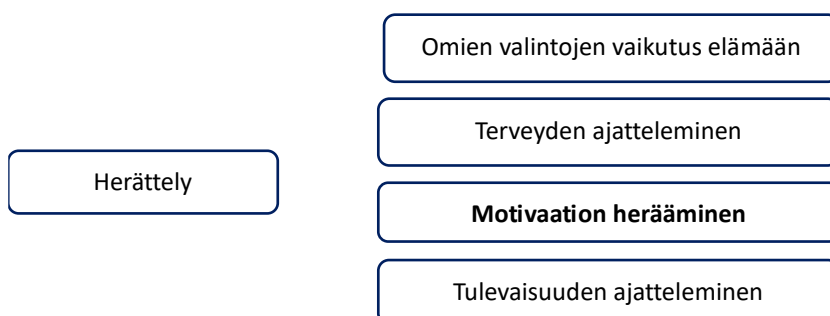 Omien valintojen vaikutus elämään
Terveyden ajatteleminen
Herättely
Motivaation herääminen
Tulevaisuuden ajatteleminen